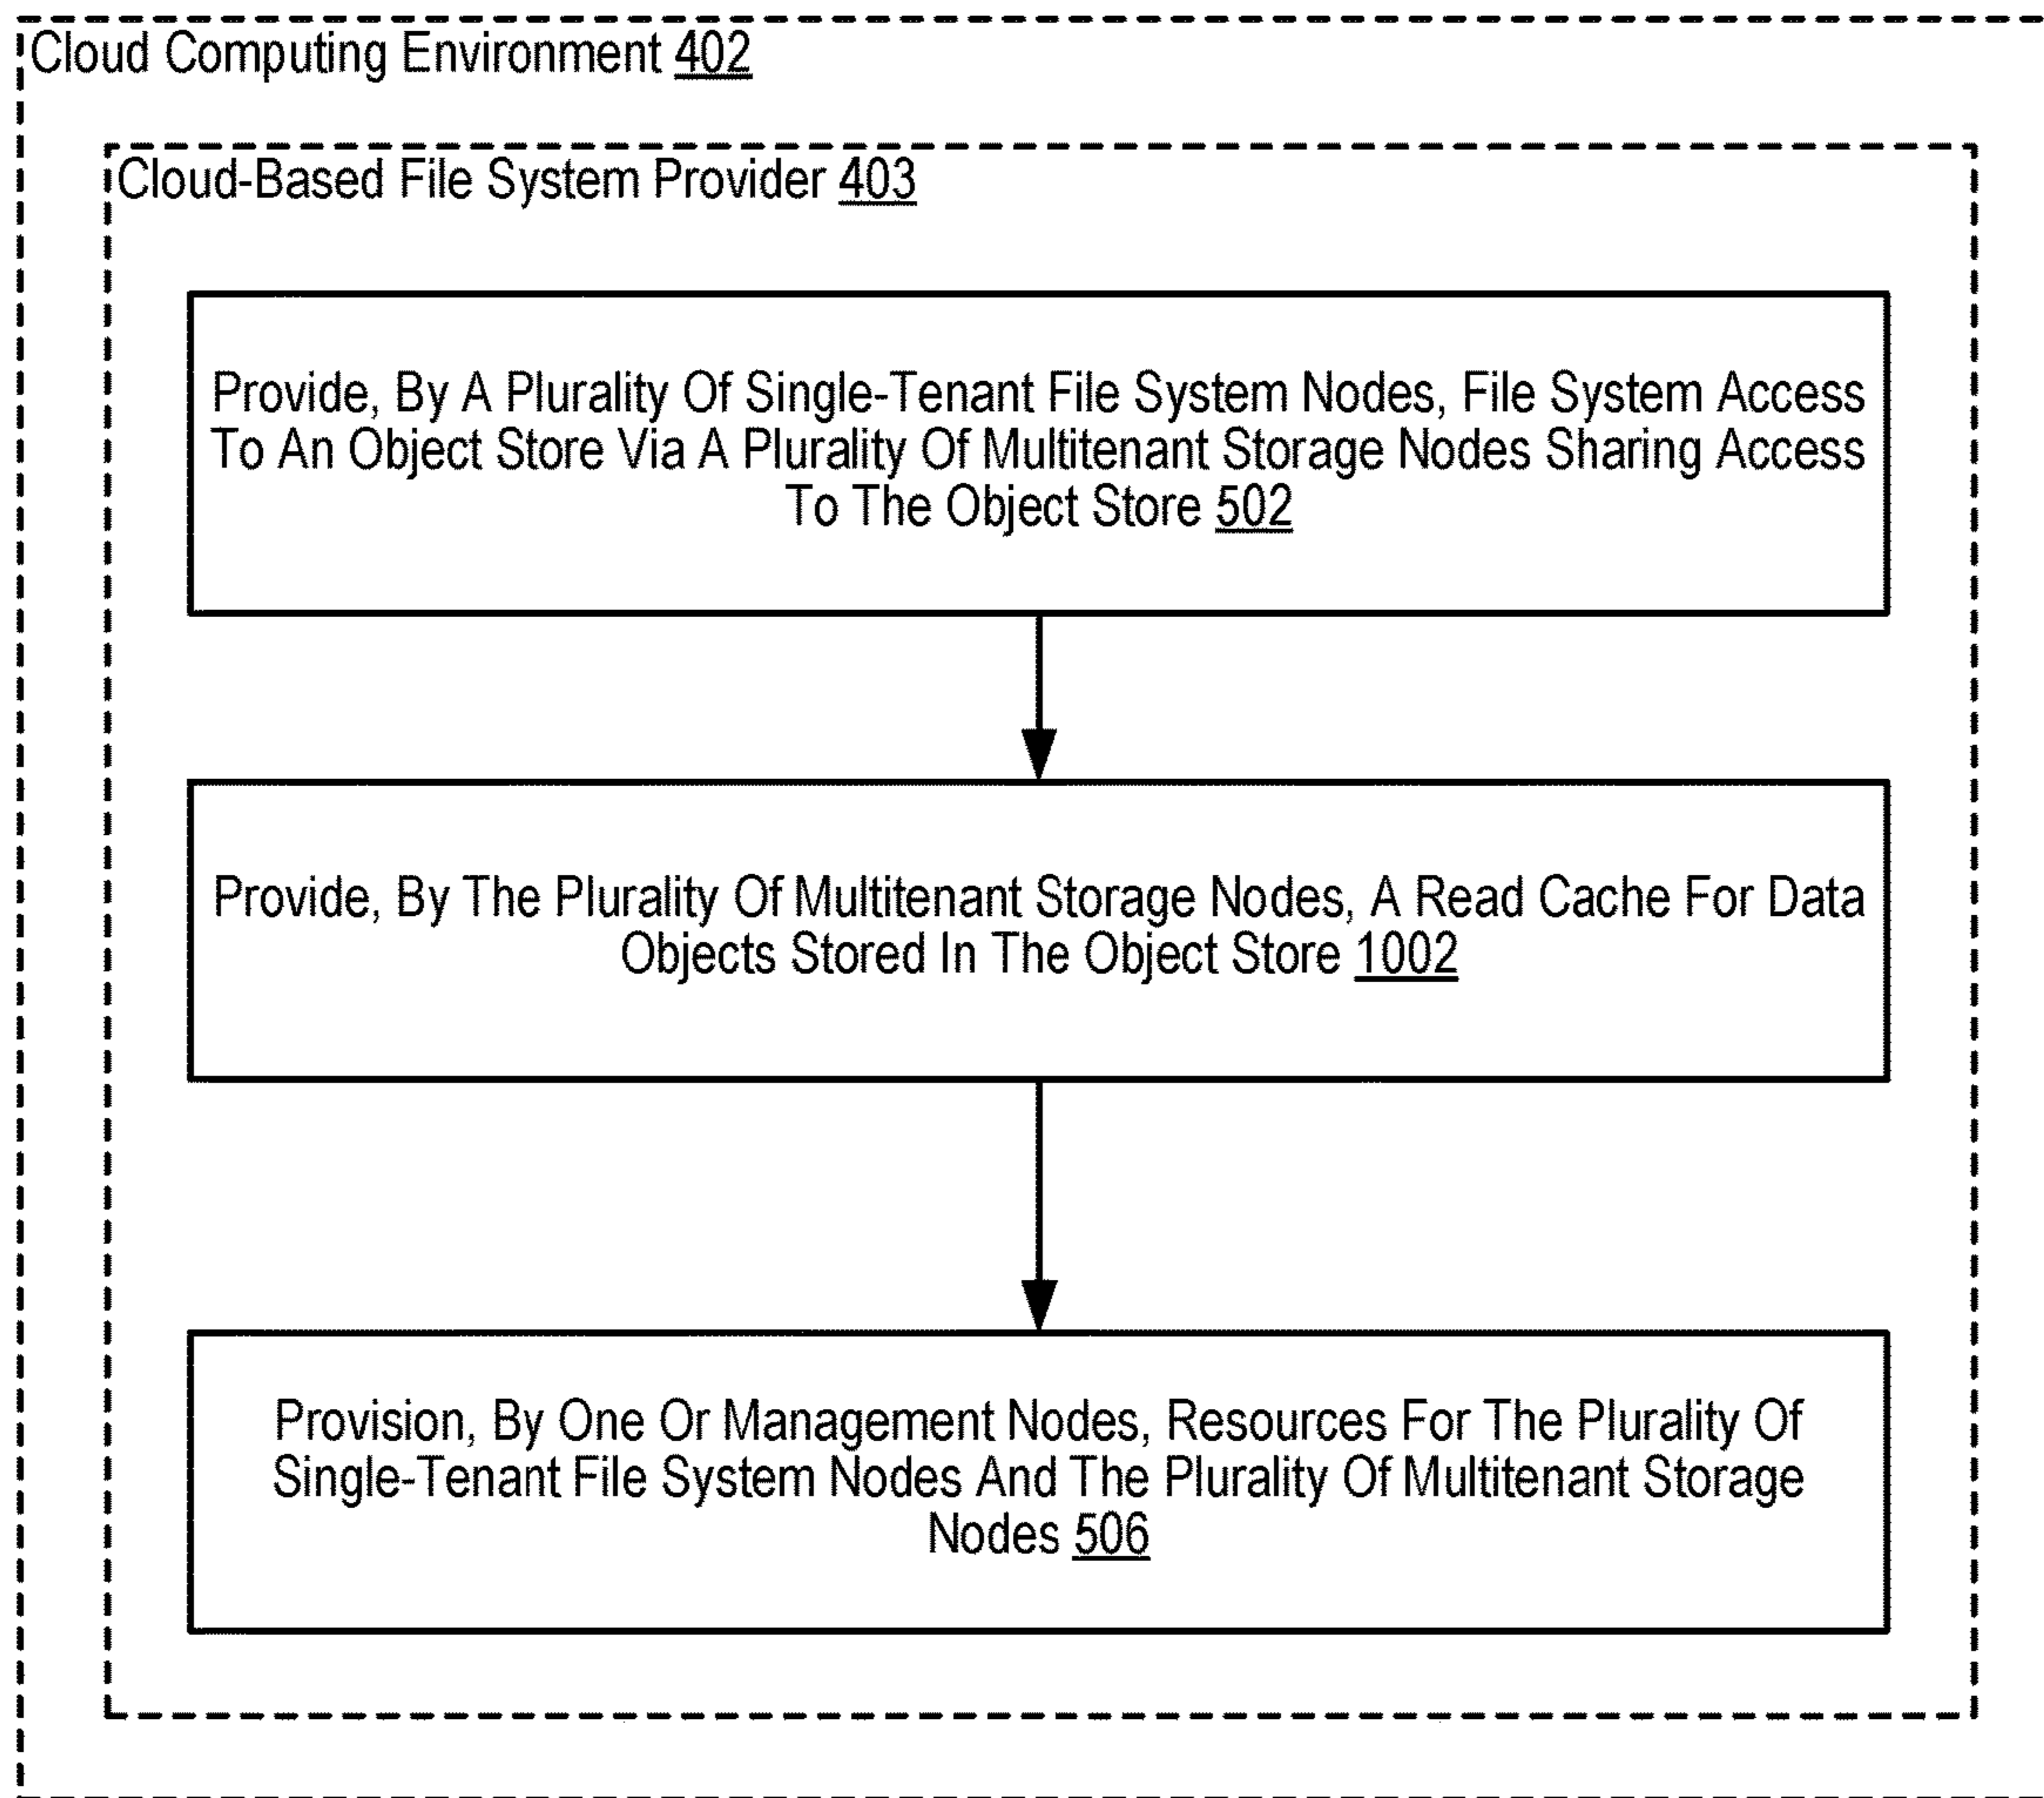 Cloud Computing Environment 402
Cloud-Based File System Provider 403
Provide, By A Plurality Of Single-Tenant File System Nodes, File System Access
To An Object Store Via A Plurality Of Multitenant Storage Nodes Sharing Access
To The Object Store 502
Provide, By The Plurality Of Multitenant Storage Nodes, A Read Cache For Data
Objects Stored In The Object Store 1002
Provision, By One Or Management Nodes, Resources For The Plurality Of
Single-Tenant File System Nodes And The Plurality Of Multitenant Storage
Nodes 506